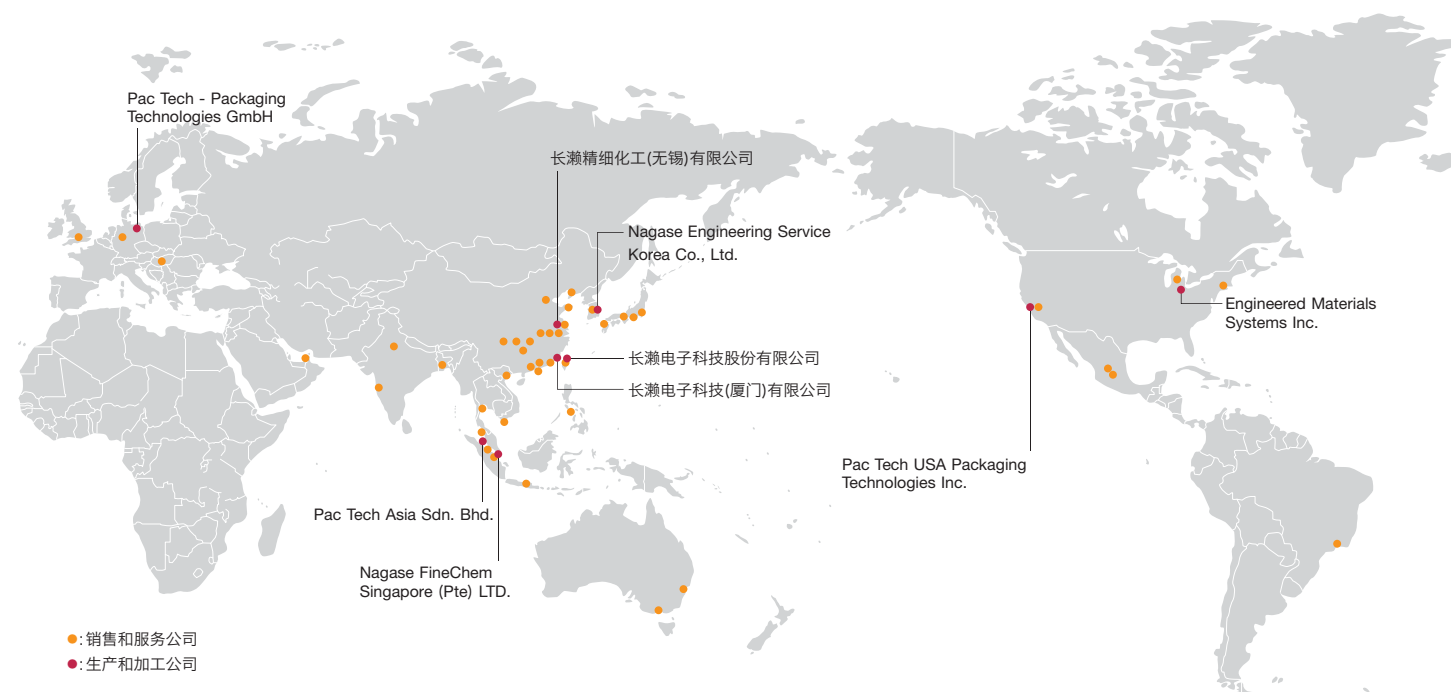 Pac Tech - Packaging
Technologies GmbH
长濑精细化工(无锡)有限公司
Nagase Engineering Service
Korea Co., Ltd.
Engineered Materials
Systems Inc.
长濑电子科技股份有限公司
长濑电子科技(厦门)有限公司
Pac Tech USA Packaging
Technologies Inc.
Pac Tech Asia Sdn. Bhd.
Nagase FineChem
Singapore (Pte) LTD.
:销售和服务公司
:生产和加工公司